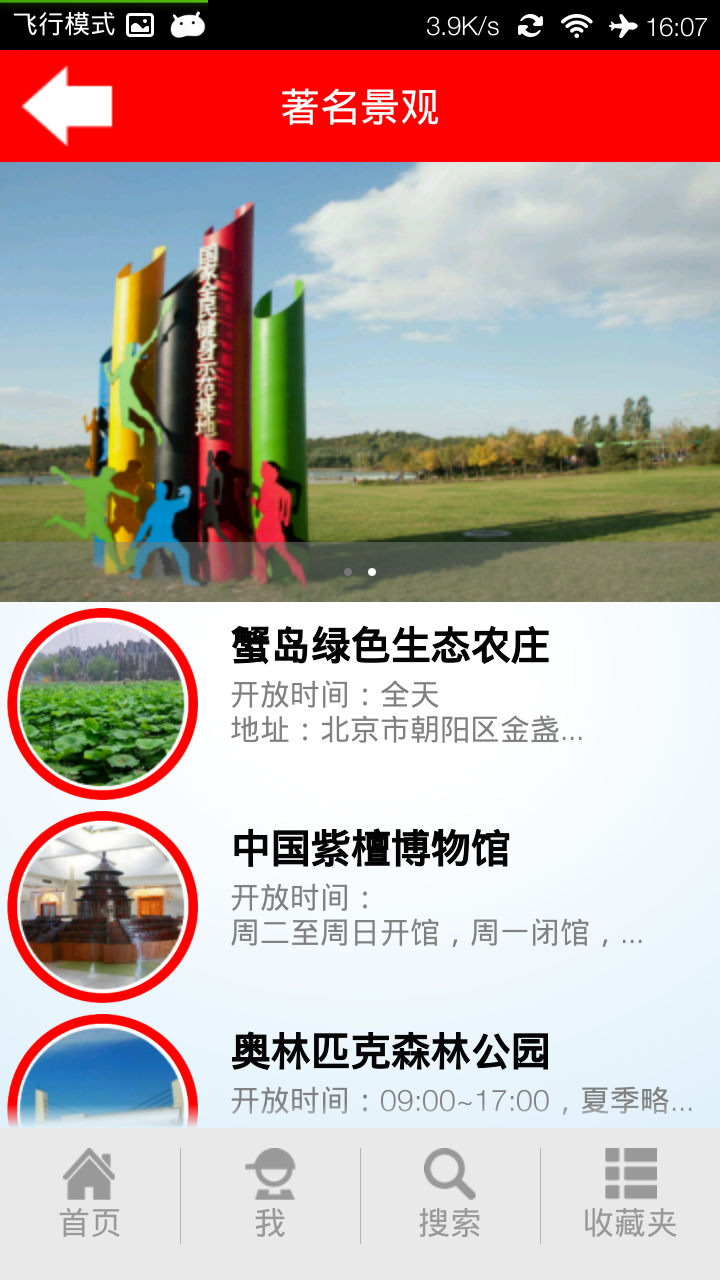 飞行模式
3.9K/s
16:07
著名景观
国家全民健身示范基地
蟹岛绿色生态农庄
开放时间：全天
地址：北京市朝阳区金盏...
中国紫檀博物馆
开放时间：
周二至周日开馆，周一闭馆，...
奥林匹克森林公园
开放时间：09:00~17:00，夏季略...
首页
我
搜索
收藏夹